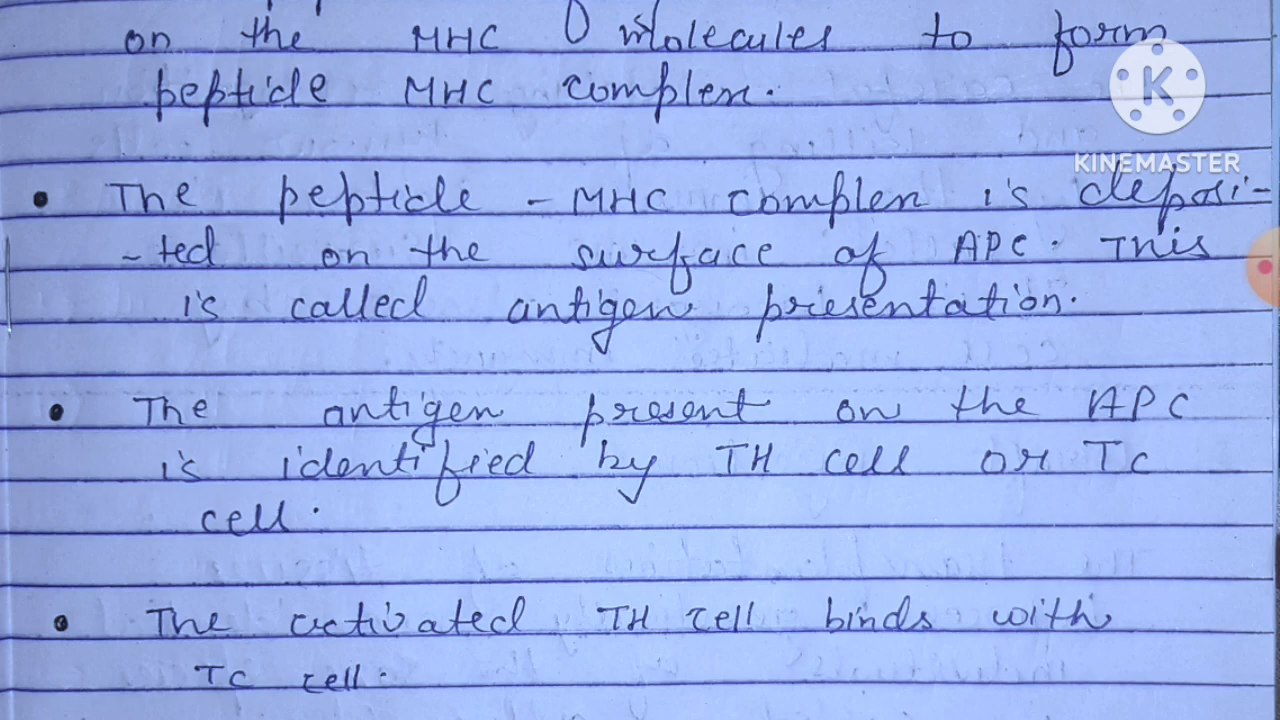 on the MHC molecules to form
peptide MHC complex.
K
KINEMASTER
• The peptide - MHC complex is deposi-
-ted on the surface of APC. This
is called antigen presentation.
• The antigen present on the APC
is identified by TH cell or Tc
cell.
• The activated TH cell binds with
Tc cell.